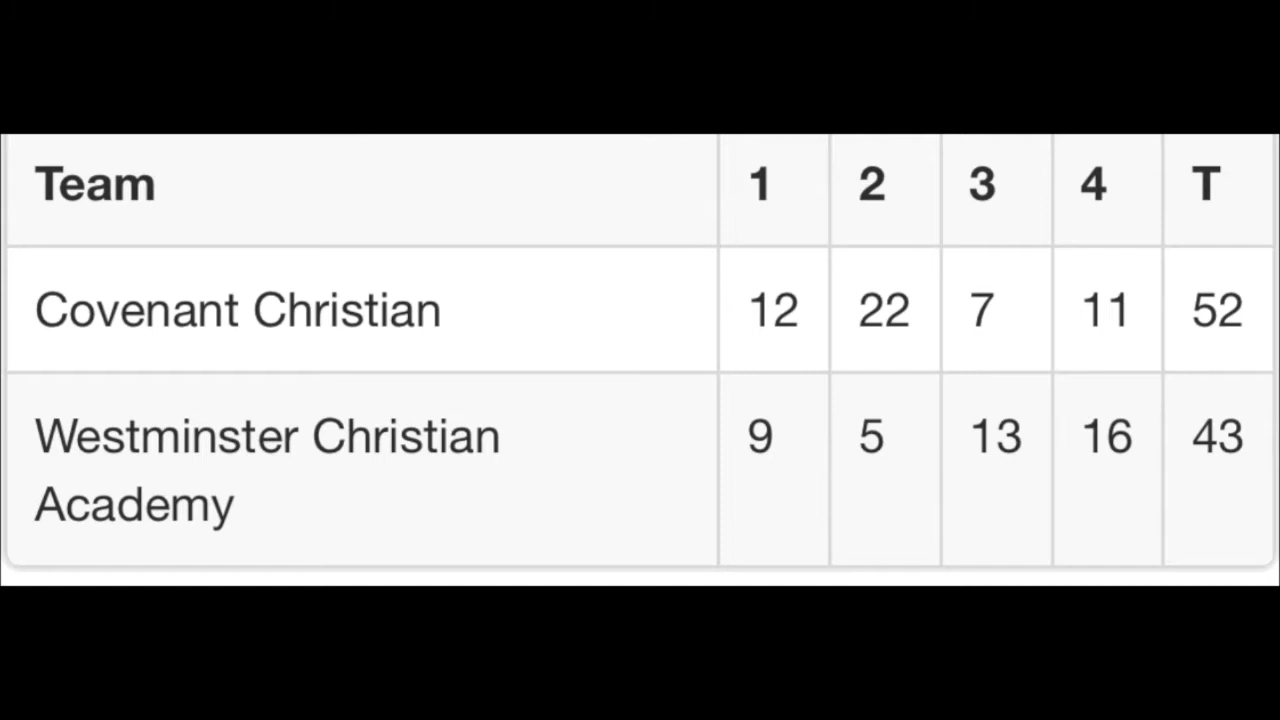 Team 1 2 3 4 T
Covenant Christian 12 22 7 11 52
Westminster Christian 9 5 13 16 43
Academy